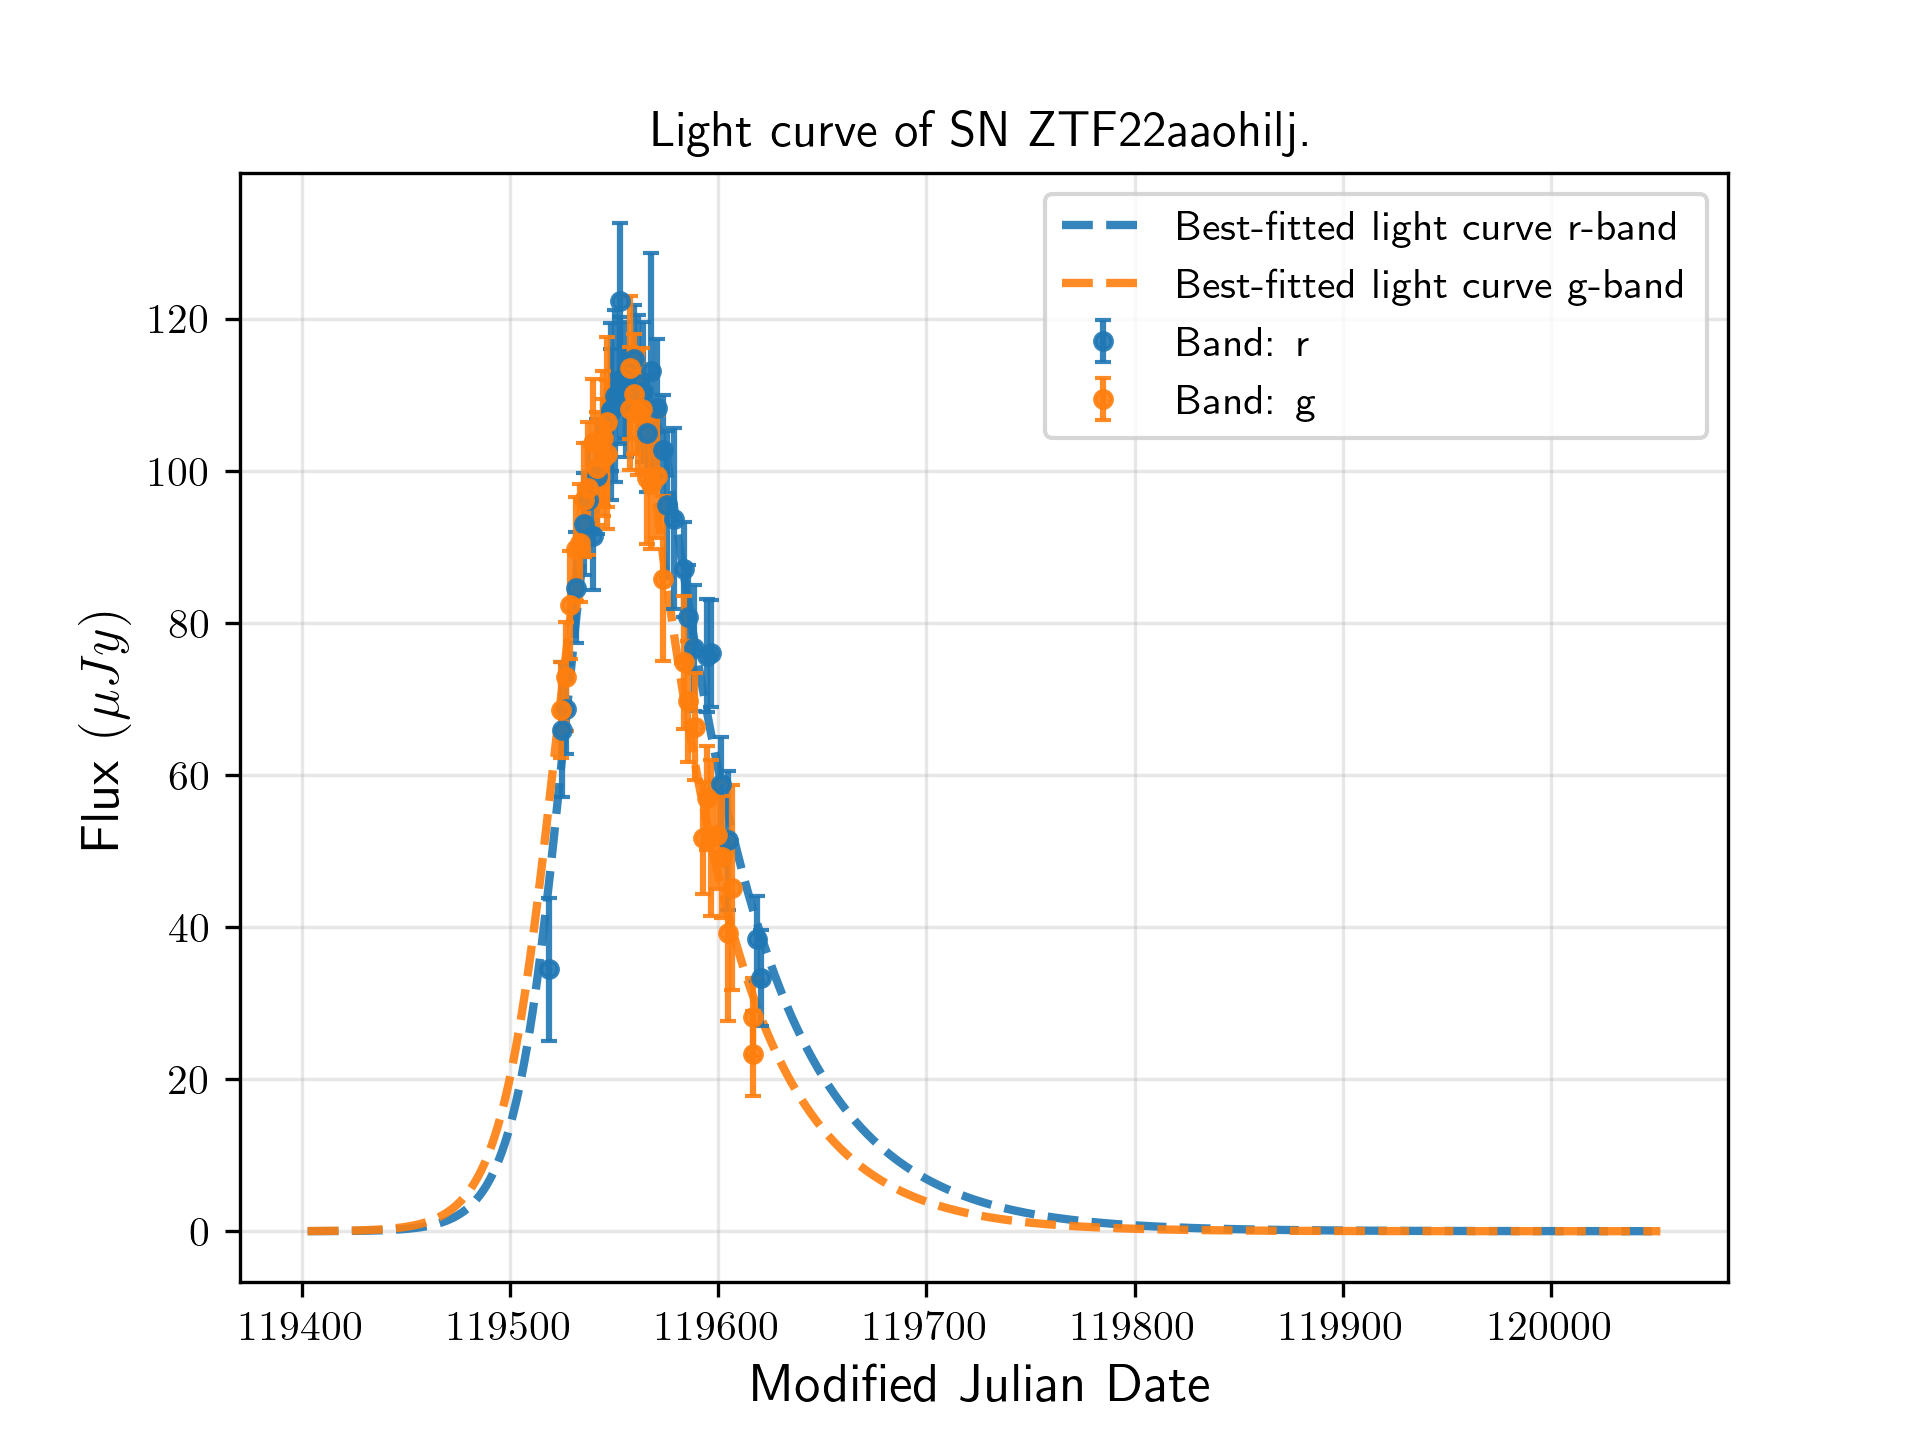 Light curve of SN ZTF22aaohilj.
Best-fitted light curve r-band
Best-fitted light curve g-band
Band: r
Band: g
Flux (μJy)
120
100
80
60
40
20
0
119400 119500 119600 119700 119800 119900 120000
Modified Julian Date